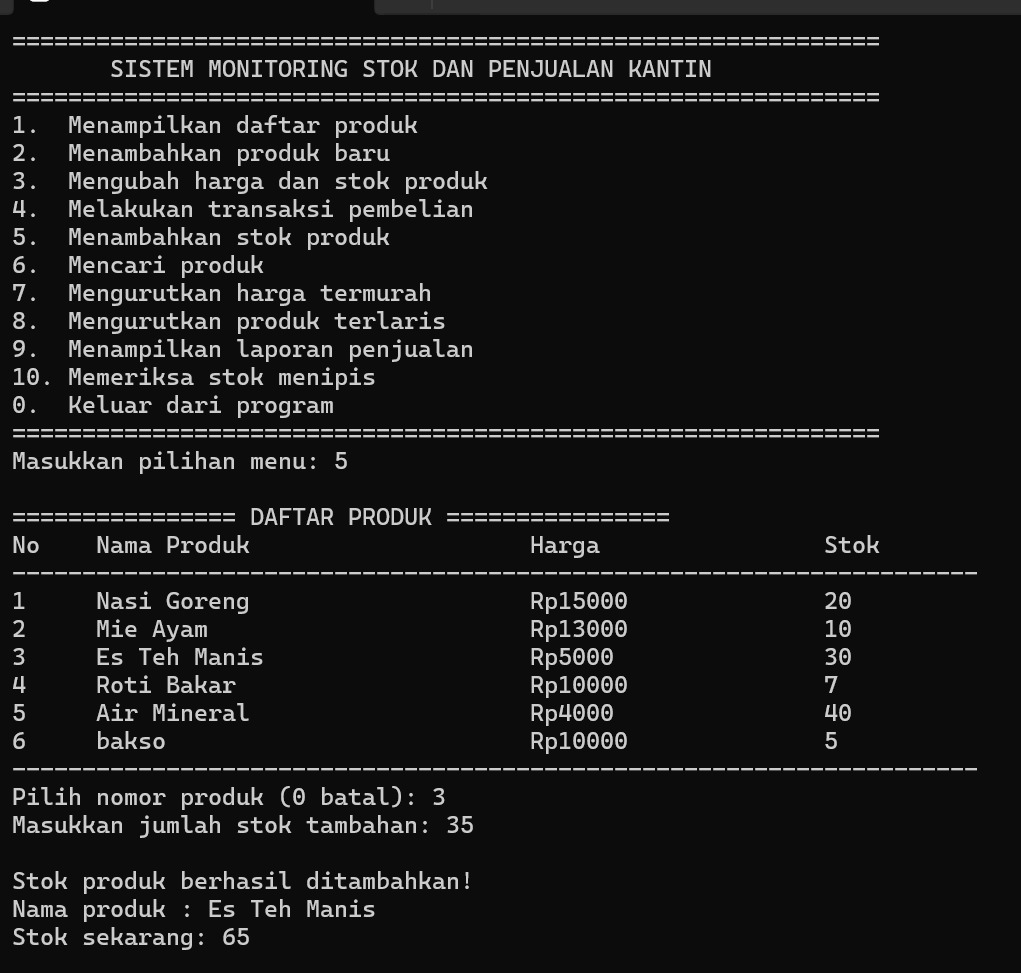 ==============================================================
       SISTEM MONITORING STOK DAN PENJUALAN KANTIN
==============================================================
1.  Menampilkan daftar produk
2.  Menambahkan produk baru
3.  Mengubah harga dan stok produk
4.  Melakukan transaksi pembelian
5.  Menambahkan stok produk
6.  Mencari produk
7.  Mengurutkan harga termurah
8.  Mengurutkan produk terlaris
9.  Menampilkan laporan penjualan
10. Memeriksa stok menipis
0.  Keluar dari program
==============================================================
Masukkan pilihan menu: 5

================ DAFTAR PRODUK ================
No    Nama Produk                    Harga                Stok
---------------------------------------------------------------------
1     Nasi Goreng                    Rp15000              20
2     Mie Ayam                       Rp13000              10
3     Es Teh Manis                   Rp5000               30
4     Roti Bakar                     Rp10000              7
5     Air Mineral                    Rp4000               40
6     bakso                          Rp10000              5
---------------------------------------------------------------------
Pilih nomor produk (0 batal): 3
Masukkan jumlah stok tambahan: 35

Stok produk berhasil ditambahkan!
Nama produk : Es Teh Manis
Stok sekarang: 65